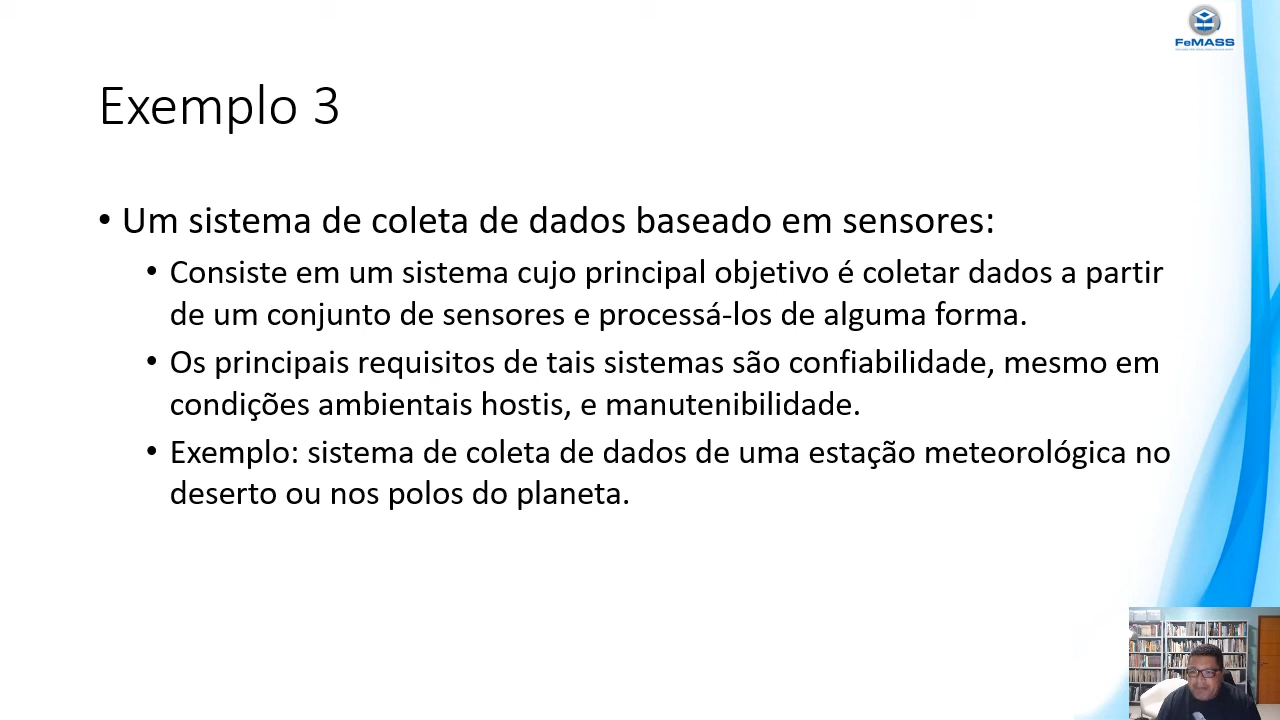 FeMASS
Exemplo 3
• Um sistema de coleta de dados baseado em sensores:
• Consiste em um sistema cujo principal objetivo é coletar dados a partir
de um conjunto de sensores e processá-los de alguma forma.
• Os principais requisitos de tais sistemas são confiabilidade, mesmo em
condições ambientais hostis, e manutenibilidade.
• Exemplo: sistema de coleta de dados de uma estação meteorológica no
deserto ou nos polos do planeta.